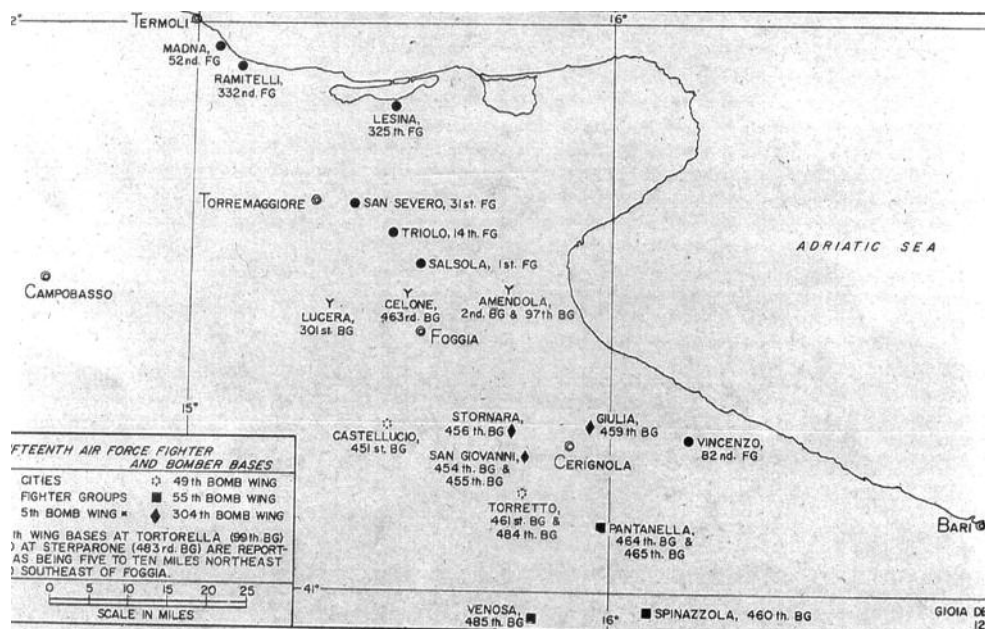 2°
16°
TERMOLI
MADNA,
52nd. FG
RAMITELLI,
332nd. FG
LESINA,
325th. FG
TORREMAGGIORE
SAN SEVERO, 31st. FG
TRIOLO, 14th. FG
ADRIATIC SEA
SALSOLA, 1st. FG
CAMPOBASSO
LUCERA,
301st. BG
CELONE,
463rd. BG
AMENDOLA,
2nd. BG & 97th BG
FOGGIA
15°
CASTELLUCIO,
451st. BG
STORNARA,
456th. BG
GIULIA,
459th BG
SAN GIOVANNI,
454th. BG &
455th. BG
CERIGNOLA
VINCENZO,
82nd. FG
TORRETTO,
461st. BG &
484th. BG
PANTANELLA,
464th. BG &
465th. BG
BARI
FIFTEENTH AIR FORCE FIGHTER
AND BOMBER BASES
CITIES
49th BOMB WING
FIGHTER GROUPS
55th BOMB WING
5th BOMB WING
304th BOMB WING
th WING BASES AT TORTORELLA (99th. BG)
AT STERPARONE (483rd. BG) ARE REPORT-
AS BEING FIVE TO TEN MILES NORTHEAST
SOUTHEAST OF FOGGIA.
0 5 10 15 20 25
SCALE IN MILES
41°
VENOSA,
485th. BG
16°
SPINAZZOLA, 460th. BG
GIOIA DE
12